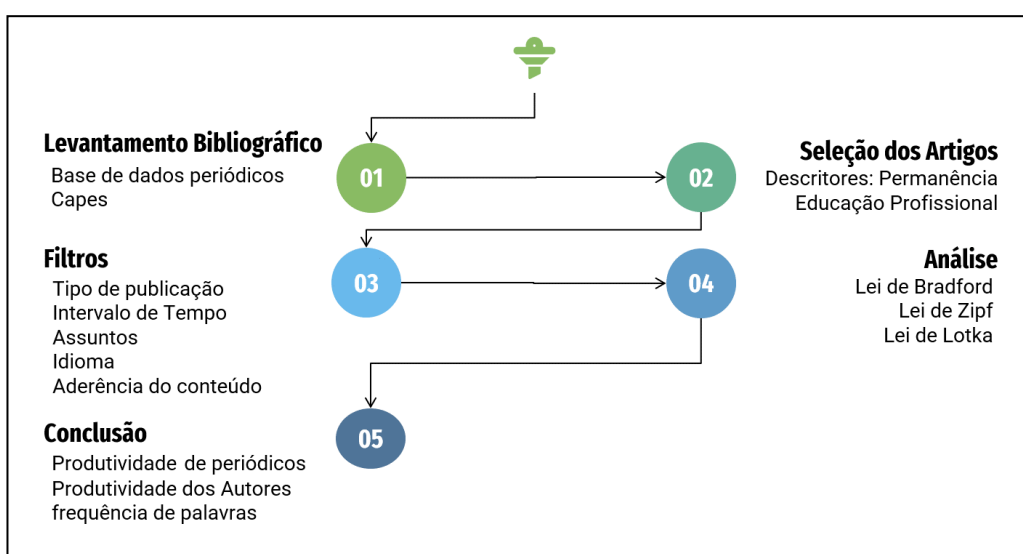 Levantamento Bibliográfico
Base de dados periódicos
Capes
01
02
Seleção dos Artigos
Descritores: Permanência
Educação Profissional
Filtros
Tipo de publicação
Intervalo de Tempo
Assuntos
Idioma
Aderência do conteúdo
03
04
Análise
Lei de Bradford
Lei de Zipf
Lei de Lotka
Conclusão
Produtividade de periódicos
Produtividade dos Autores
frequência de palavras
05